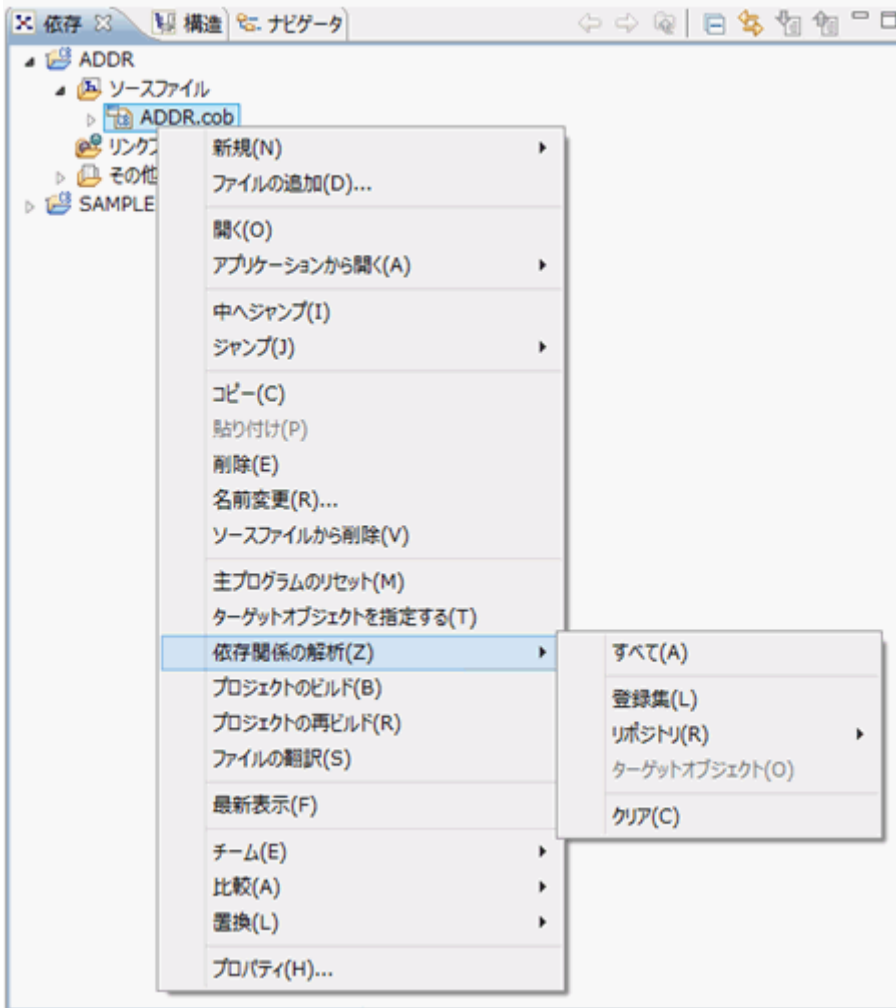 依存 構造 ナビゲータ
ADDR
ソースファイル
ADDR.cob
リンクフ
その他
SAMPLE
新規(N)
ファイルの追加(D)...
開く(O)
アプリケーションから開く(A)
中へジャンプ(I)
ジャンプ(J)
コピー(C)
貼り付け(P)
削除(E)
名前変更(R)...
ソースファイルから削除(V)
主プログラムのリセット(M)
ターゲットオブジェクトを指定する(T)
依存関係の解析(Z)
プロジェクトのビルド(B)
プロジェクトの再ビルド(R)
ファイルの翻訳(S)
最新表示(F)
チーム(E)
比較(A)
置換(L)
プロパティ(H)...
すべて(A)
登録集(L)
リポジトリ(R)
ターゲットオブジェクト(O)
クリア(C)